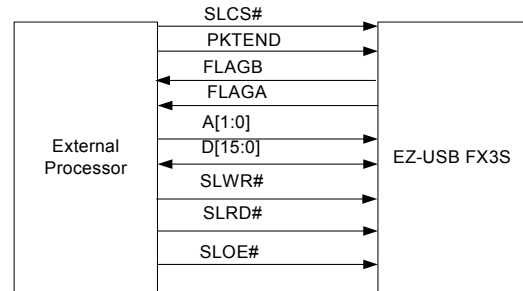 SLCS#
PKTEND
FLAGB
FLAGA
A[1:0]
D[15:0]
External
Processor
EZ-USB FX3S
SLWR#
SLRD#
SLOE#